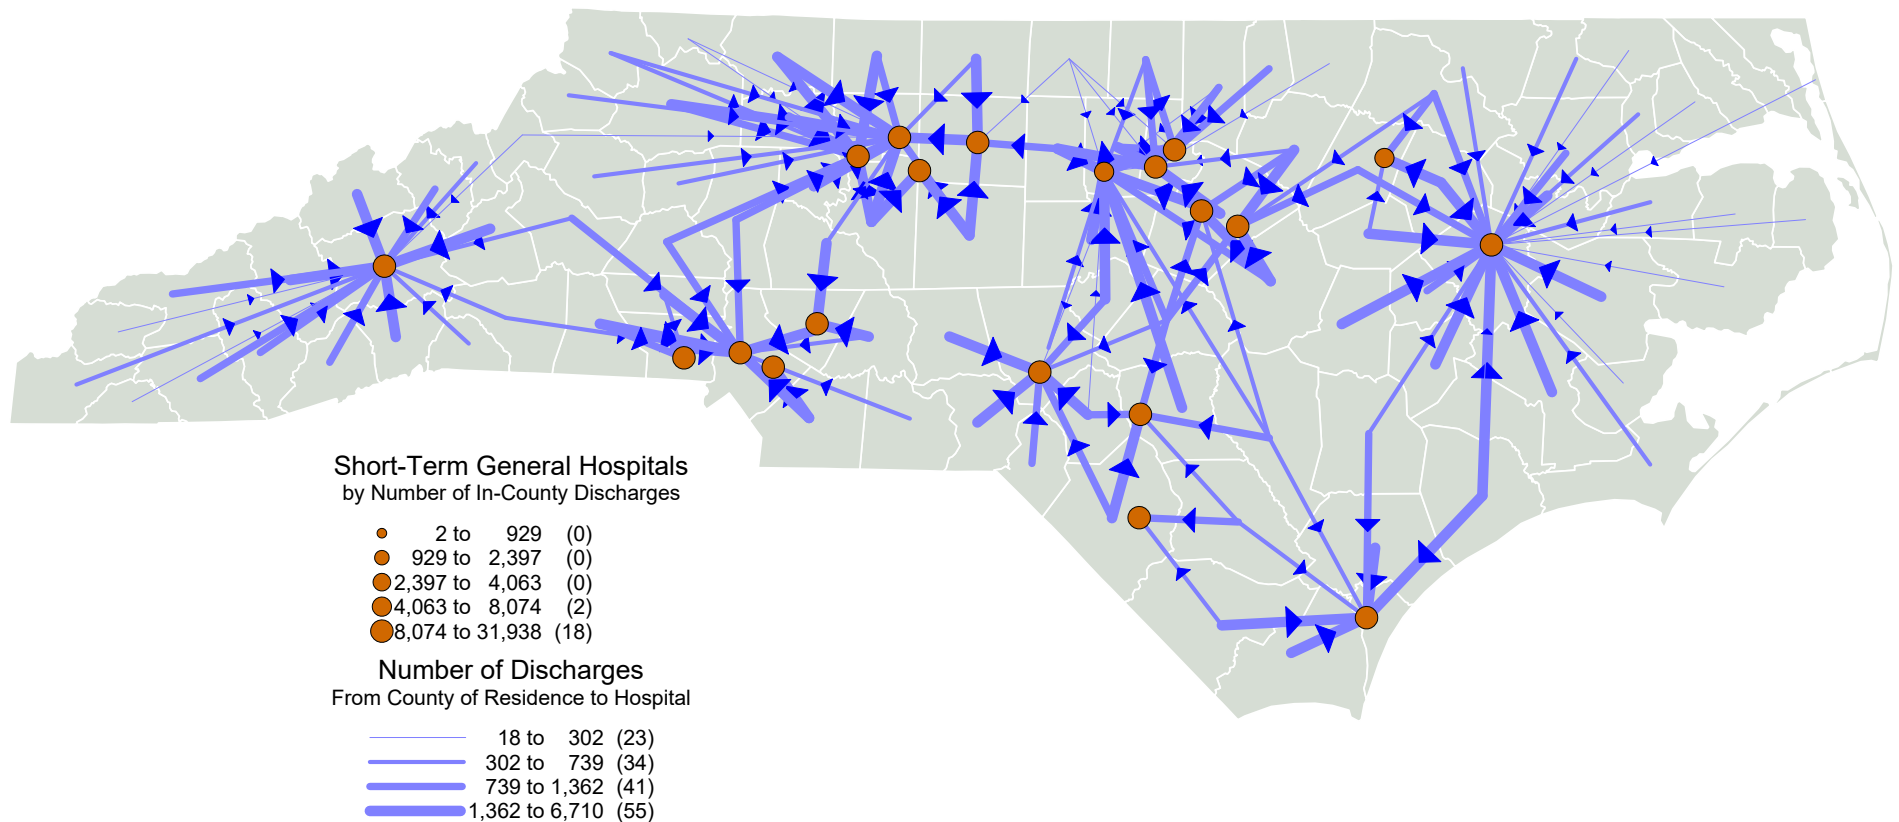 Short-Term General Hospitals
by Number of In-County Discharges
2 to 929 (0)
929 to 2,397 (0)
2,397 to 4,063 (0)
4,063 to 8,074 (2)
8,074 to 31,938 (18)
Number of Discharges
From County of Residence to Hospital
18 to 302 (23)
302 to 739 (34)
739 to 1,362 (41)
1,362 to 6,710 (55)